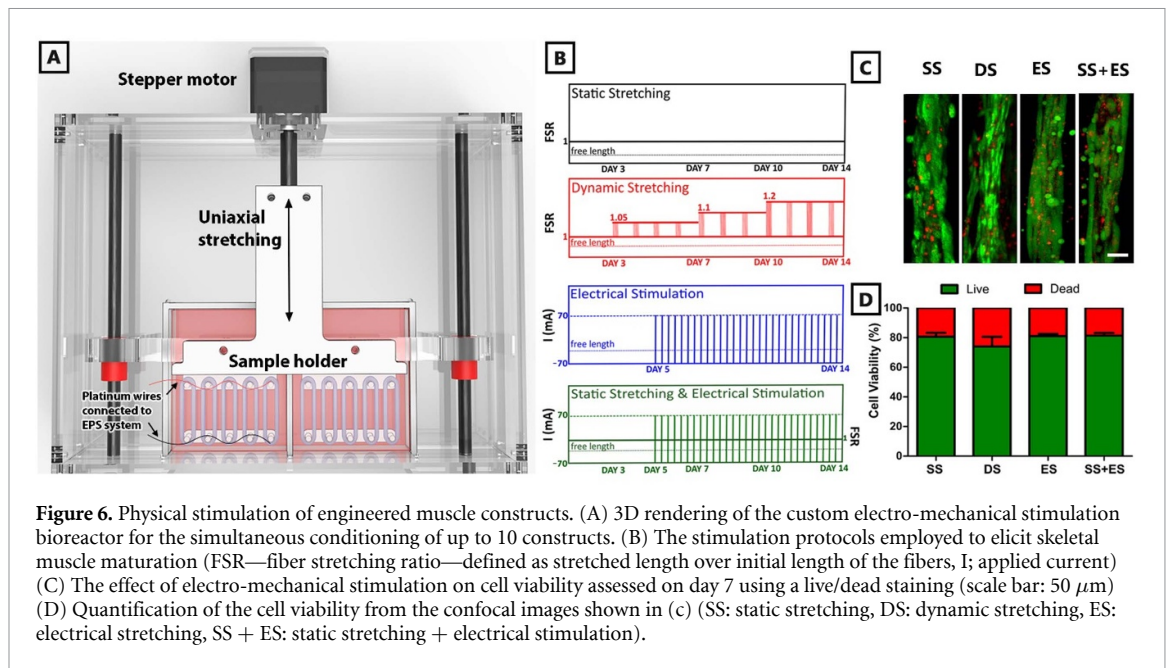 A
Stepper motor
Uniaxial
stretching
Sample holder
Platinum wires
connected to
EPS system
B
Static Stretching
FSR
1
free length
DAY 3 DAY 7 DAY 10 DAY 14
Dynamic Stretching
FSR
1.05 1.1 1.2
1
free length
DAY 3 DAY 7 DAY 10 DAY 14
Electrical Stimulation
I (mA)
70
free length
-70
DAY 5 DAY 14
Static Stretching & Electrical Stimulation
I (mA)
70
free length
-70
1
FSR
DAY 3 DAY 5 DAY 7 DAY 10 DAY 14
C
SS DS ES SS+ES
D
Live Dead
Cell Viability (%)
100
80
60
40
20
0
SS DS ES SS+ES
Figure 6. Physical stimulation of engineered muscle constructs. (A) 3D rendering of the custom electro-mechanical stimulation
bioreactor for the simultaneous conditioning of up to 10 constructs. (B) The stimulation protocols employed to elicit skeletal
muscle maturation (FSR—fiber stretching ratio—defined as stretched length over initial length of the fibers, I; applied current)
(C) The effect of electro-mechanical stimulation on cell viability assessed on day 7 using a live/dead staining (scale bar: 50 μm)
(D) Quantification of the cell viability from the confocal images shown in (c) (SS: static stretching, DS: dynamic stretching, ES:
electrical stretching, SS + ES: static stretching + electrical stimulation).